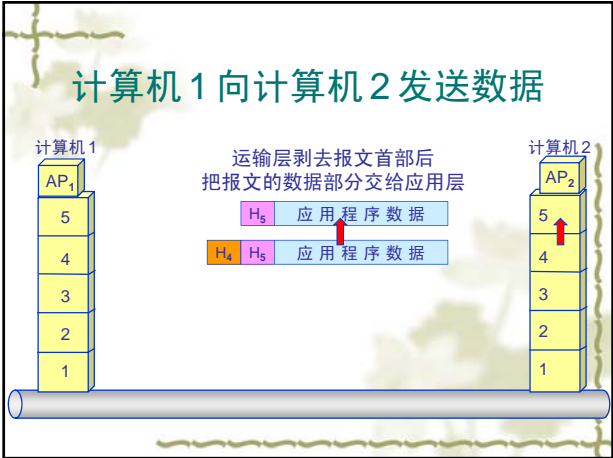 计算机1向计算机2发送数据
计算机1
AP1
5
4
3
2
1
运输层剥去报文首部后
把报文的数据部分交给应用层
H5 应用程序数据
H4 H5 应用程序数据
计算机2
AP2
5
4
3
2
1